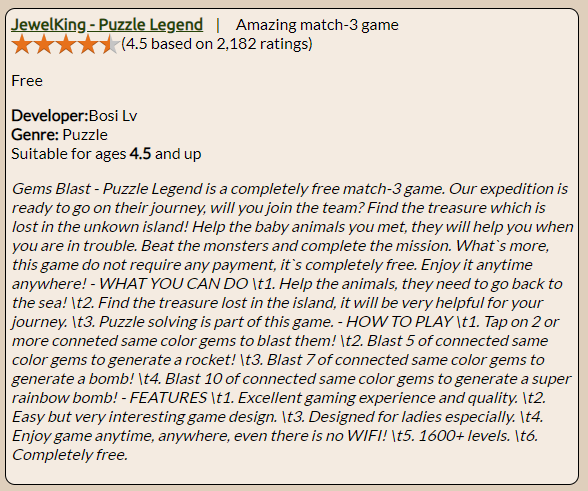 JewelKing - Puzzle Legend | Amazing match-3 game
(4.5 based on 2,182 ratings)
Free
Developer:Bosi Lv
Genre: Puzzle
Suitable for ages 4.5 and up
Gems Blast - Puzzle Legend is a completely free match-3 game. Our expedition is
ready to go on their journey, will you join the team? Find the treasure which is
lost in the unkown island! Help the baby animals you met, they will help you when
you are in trouble. Beat the monsters and complete the mission. What`s more,
this game do not require any payment, it`s completely free. Enjoy it anytime
anywhere! - WHAT YOU CAN DO \t1. Help the animals, they need to go back to
the sea! \t2. Find the treasure lost in the island, it will be very helpful for your
journey. \t3. Puzzle solving is part of this game. - HOW TO PLAY \t1. Tap on 2 or
more conneted same color gems to blast them! \t2. Blast 5 of connected same
color gems to generate a rocket! \t3. Blast 7 of connected same color gems to
generate a bomb! \t4. Blast 10 of connected same color gems to generate a super
rainbow bomb! - FEATURES \t1. Excellent gaming experience and quality. \t2.
Easy but very interesting game design. \t3. Designed for ladies especially. \t4.
Enjoy game anytime, anywhere, even there is no WIFI! \t5. 1600+ levels. \t6.
Completely free.